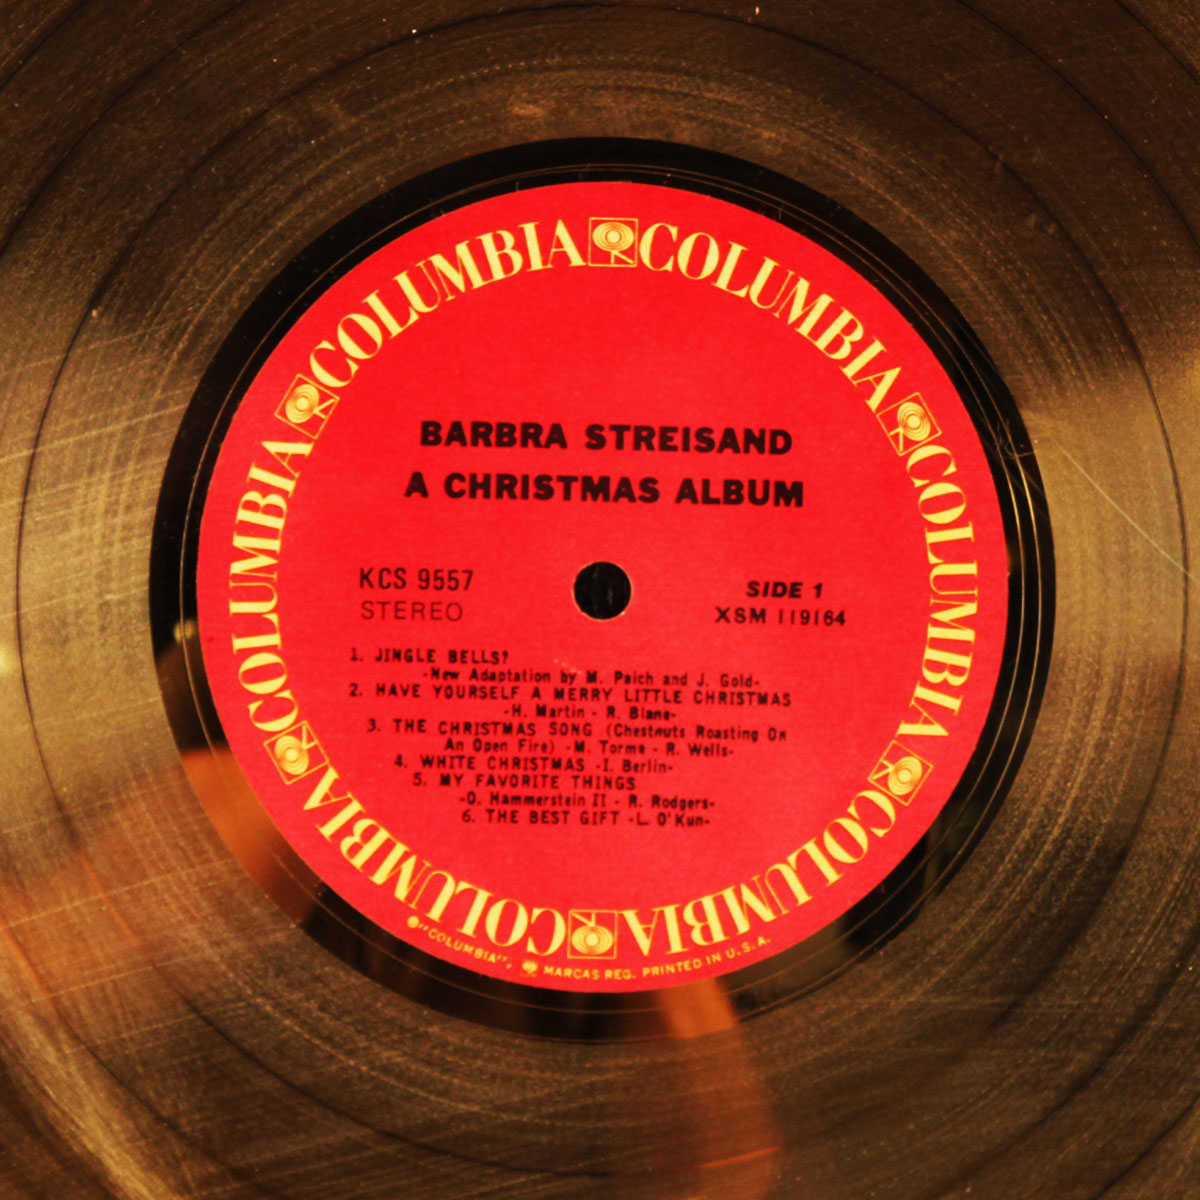 COLUMBIA COLUMBIA COLUMBIA COLUMBIA COLUMBIA COLUMBIA
BARBRA STREISAND
A CHRISTMAS ALBUM
KCS 9557
STEREO
SIDE 1
XSM 119164
1. JINGLE BELLS?
-New Adaptation by M. Paich and J. Gold-
2. HAVE YOURSELF A MERRY LITTLE CHRISTMAS
-H. Martin - R. Blane-
3. THE CHRISTMAS SONG (Chestnuts Roasting On
An Open Fire) -M. Torme - R. Wells-
4. WHITE CHRISTMAS -I. Berlin-
5. MY FAVORITE THINGS
-O. Hammerstein II - R. Rodgers-
6. THE BEST GIFT -L. O'Kun-
"COLUMBIA", MARCAS REG. PRINTED IN U.S.A.